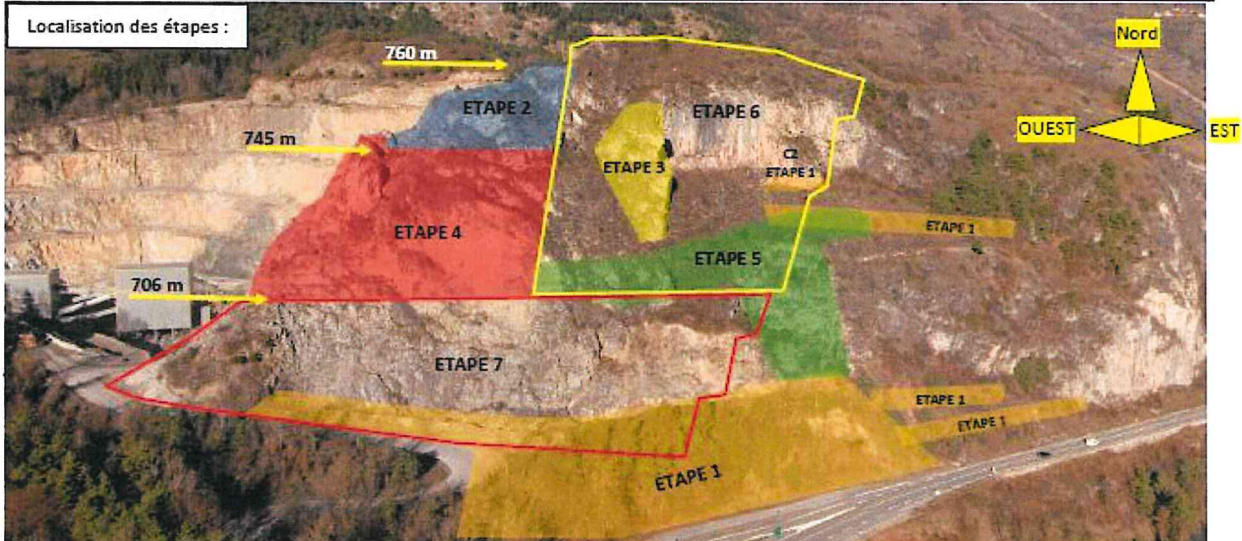 Localisation des étapes :
760 m
Nord
ETAPE 2
ETAPE 6
745 m
OUEST
EST
C2
ETAPE 1
ETAPE 3
ETAPE 4
ETAPE 1
ETAPE 5
706 m
ETAPE 7
ETAPE 1
ETAPE 1
ETAPE 1